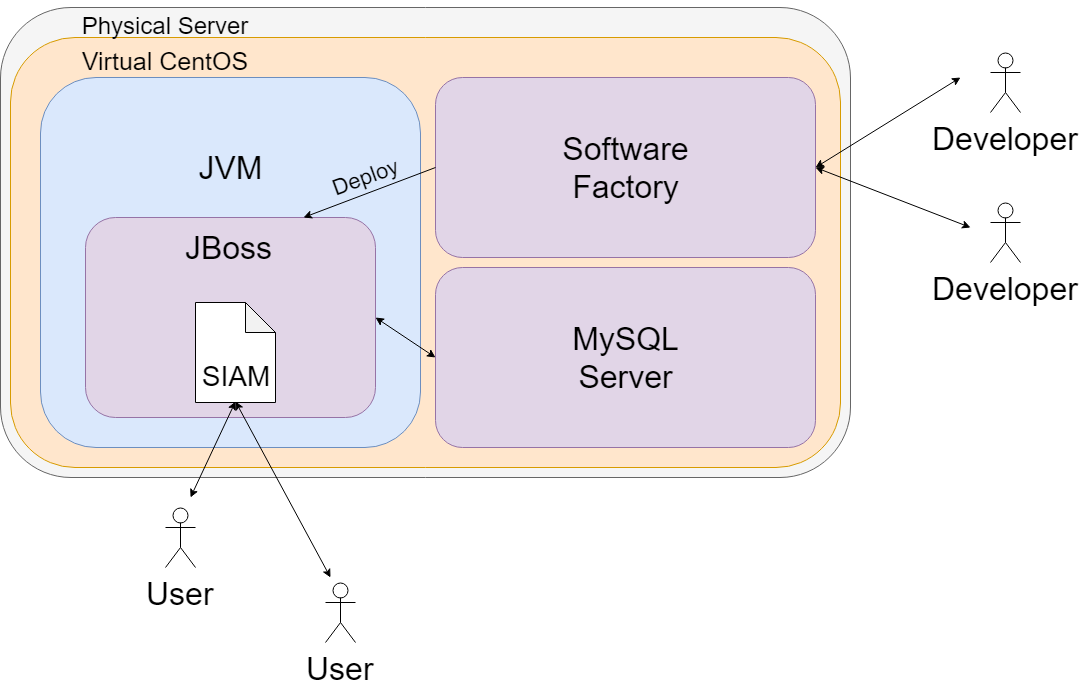 Physical Server
Virtual CentOS
JVM
Deploy
Software
Factory
Developer
JBoss
Developer
SIAM
MySQL
Server
User
User